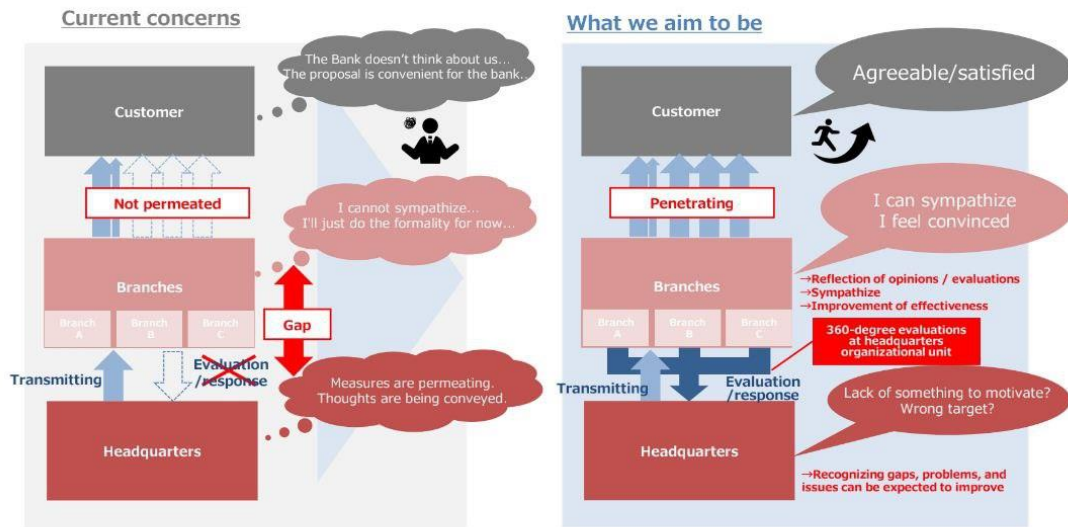 Current concerns
The Bank doesn't think about us...
The proposal is convenient for the bank..
Customer
Not permeated
I cannot sympathize...
I'll just do the formality for now...
Branches
Branch
A
Branch
B
Branch
C
Gap
Transmitting
Evaluation
/response
Measures are permeating.
Thoughts are being conveyed.
Headquarters
What we aim to be
Agreeable/satisfied
Customer
Penetrating
I can sympathize
I feel convinced
Branches
→Reflection of opinions / evaluations
→Sympathize
→Improvement of effectiveness
Branch
A
Branch
B
Branch
C
360-degree evaluations
at headquarters
organizational unit
Transmitting
Evaluation
/response
Lack of something to motivate?
Wrong target?
Headquarters
→Recognizing gaps, problems, and
issues can be expected to improve